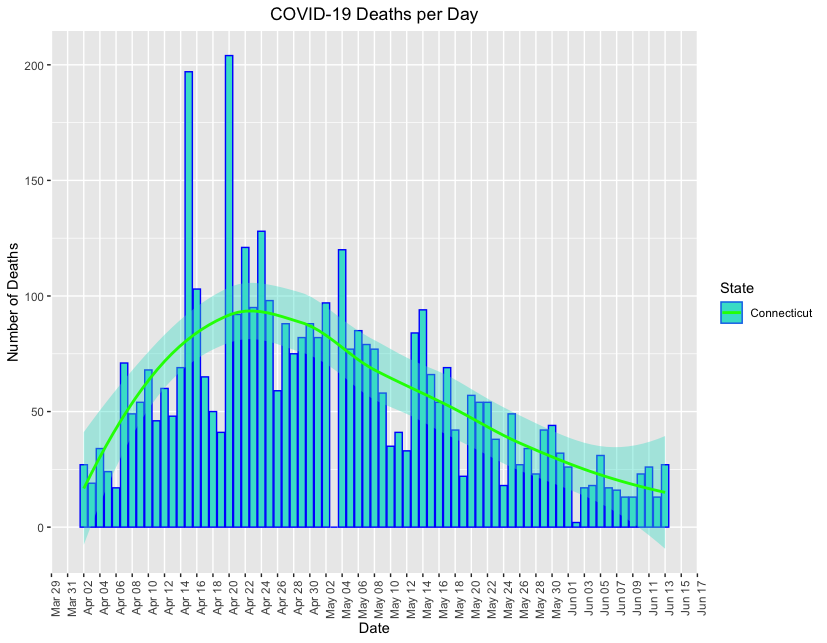 COVID-19 Deaths per Day
Number of Deaths
200
150
100
50
0
Mar 29
Mar 31
Apr 02
Apr 04
Apr 06
Apr 08
Apr 10
Apr 12
Apr 14
Apr 16
Apr 18
Apr 20
Apr 22
Apr 24
Apr 26
Apr 28
Apr 30
May 02
May 04
May 06
May 08
May 10
May 12
May 14
May 16
May 18
May 20
May 22
May 24
May 26
May 28
May 30
Jun 01
Jun 03
Jun 05
Jun 07
Jun 09
Jun 11
Jun 13
Jun 15
Jun 17
Date
State
Connecticut